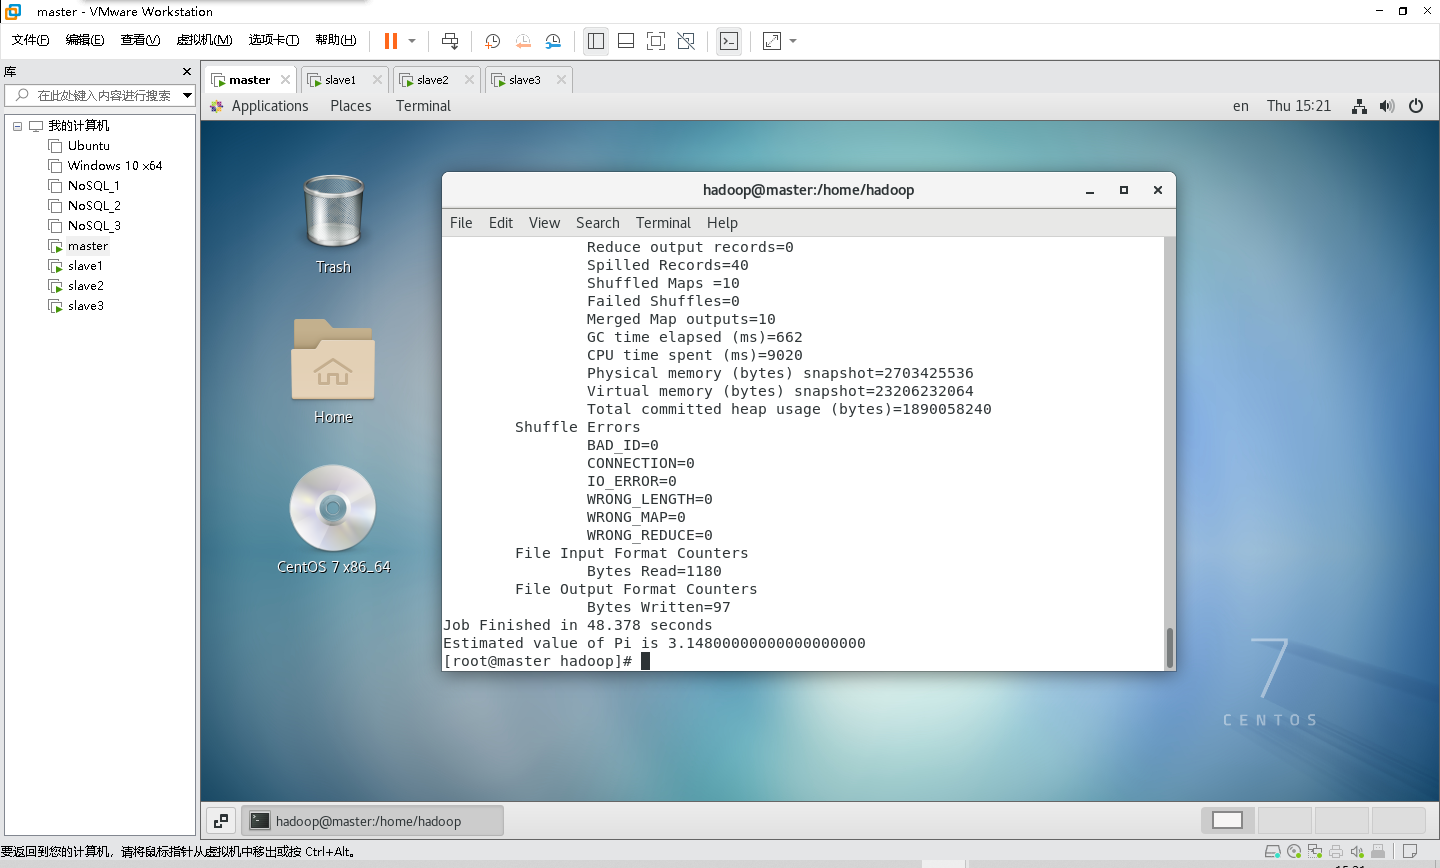 master - VMware Workstation
文件(F) 编辑(E) 查看(V) 虚拟机(M) 选项卡(T) 帮助(H)
库
在此处键入内容进行搜索
我的计算机
Ubuntu
Windows 10 x64
NoSQL_1
NoSQL_2
NoSQL_3
master
slave1
slave2
slave3
master slave1 slave2 slave3
Applications Places Terminal en Thu 15:21
Trash
Home
CentOS 7 x86_64
hadoop@master:/home/hadoop
File Edit View Search Terminal Help
Reduce output records=0
Spilled Records=40
Shuffled Maps =10
Failed Shuffles=0
Merged Map outputs=10
GC time elapsed (ms)=662
CPU time spent (ms)=9020
Physical memory (bytes) snapshot=2703425536
Virtual memory (bytes) snapshot=23206232064
Total committed heap usage (bytes)=1890058240
Shuffle Errors
BAD_ID=0
CONNECTION=0
IO_ERROR=0
WRONG_LENGTH=0
WRONG_MAP=0
WRONG_REDUCE=0
File Input Format Counters
Bytes Read=1180
File Output Format Counters
Bytes Written=97
Job Finished in 48.378 seconds
Estimated value of Pi is 3.14800000000000000000
[root@master hadoop]#
7
CENTOS
hadoop@master:/home/hadoop
要返回到您的计算机，请将鼠标指针从虚拟机中移出或按 Ctrl+Alt。